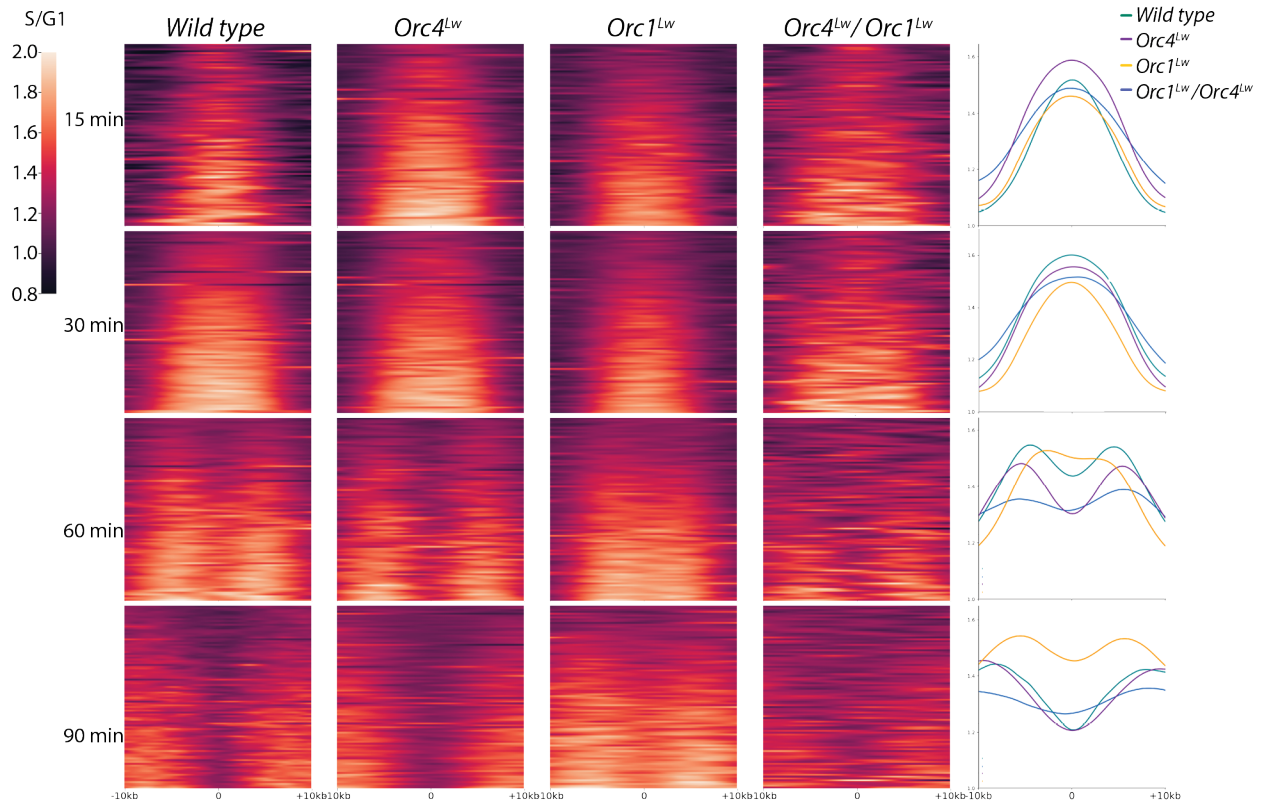 S/G1
Wild type
Orc4ᴸʷ
Orc1ᴸʷ
Orc4ᴸʷ/Orc1ᴸʷ
Wild type
Orc4ᴸʷ
Orc1ᴸʷ
Orc1ᴸʷ/Orc4ᴸʷ
2.0
1.8
1.6
1.4
1.2
1.0
0.8
15 min
1.6
1.4
1.2
1.0
30 min
1.6
1.4
1.2
1.0
60 min
1.6
1.4
1.2
1.0
90 min
1.6
1.4
1.2
1.0
-10kb 0 +10kb
-10kb 0 +10kb
-10kb 0 +10kb
-10kb 0 +10kb
-10kb 0 +10kb